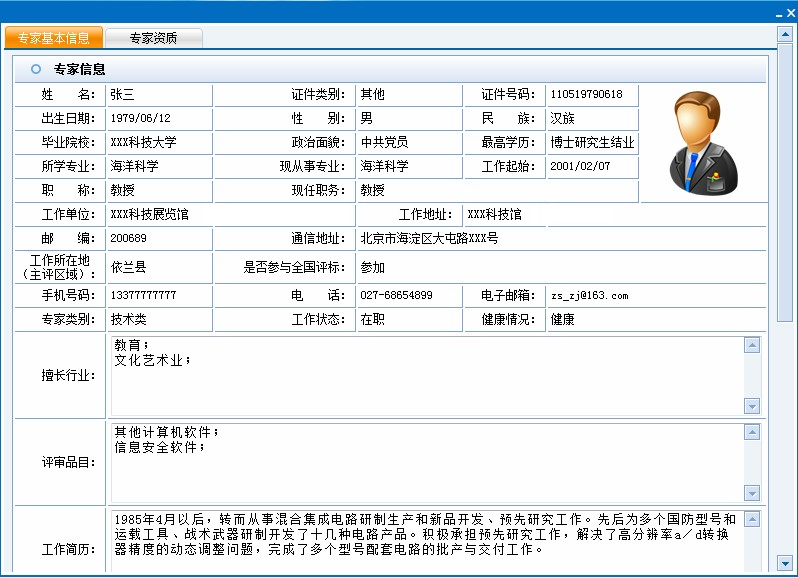 专家基本信息 专家资质
专家信息
姓 名： 张三 证件类别： 其他 证件号码： 110519790618
出生日期： 1979/06/12 性 别： 男 民 族： 汉族
毕业院校： XXX科技大学 政治面貌： 中共党员 最高学历： 博士研究生结业
所学专业： 海洋科学 现从事专业： 海洋科学 工作起始： 2001/02/07
职 称： 教授 现任职务： 教授
工作单位： XXX科技展览馆 工作地址： XXX科技馆
邮 编： 200689 通信地址： 北京市海淀区大屯路XXX号
工作所在地
（主评区域）： 依兰县 是否参与全国评标： 参加
手机号码： 13377777777 电 话： 027-68654899 电子邮箱： zs_zj@163.com
专家类别： 技术类 工作状态： 在职 健康情况： 健康
擅长行业： 教育；
文化艺术业；
评审品目： 其他计算机软件；
信息安全软件；
工作简历： 1985年4月以后，转而从事混合集成电路研制生产和新品开发、预先研究工作。先后为多个国防型号和
运载工具、战术武器研制开发了十几种电路产品。积极承担预先研究工作，解决了高分辨率a／d转换
器精度的动态调整问题，完成了多个型号配套电路的批产与交付工作。